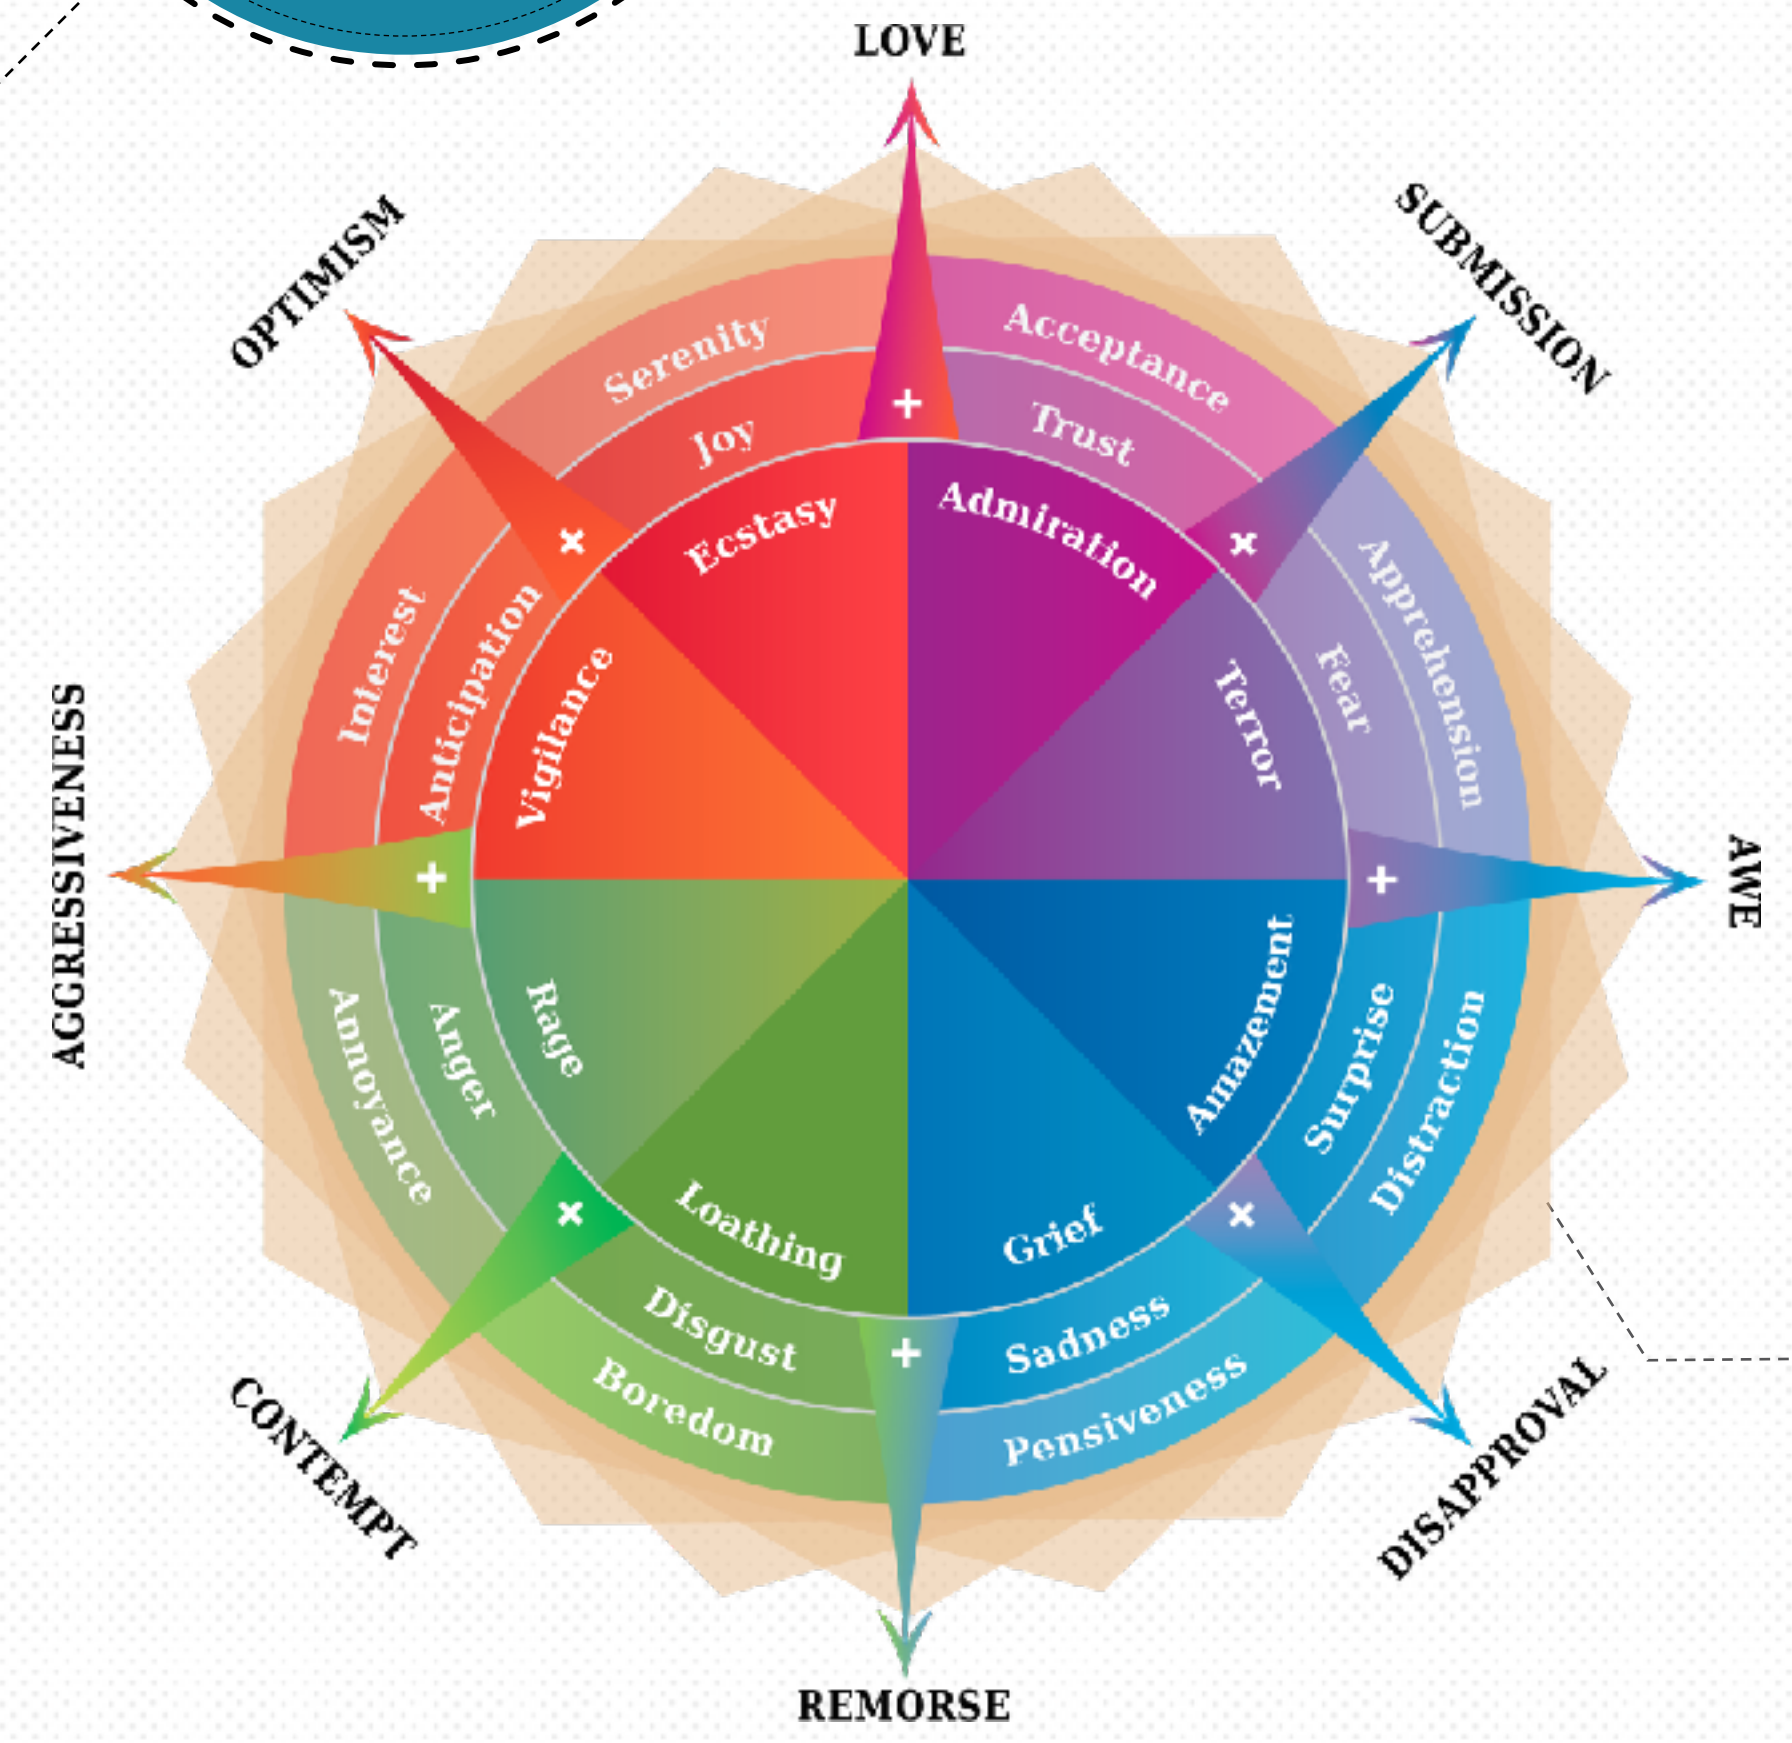 LOVE
SUBMISSION
OPTIMISM
Serenity
Acceptance
Joy
Trust
Ecstasy
Admiration
Interest
Anticipation
Vigilance
Terror
Fear
Apprehension
AGGRESSIVENESS
+
×
×
+
+
AWE
Annoyance
Anger
Rage
Amazement
Surprise
Distraction
Loathing
Grief
×
×
Disgust
Sadness
+
Boredom
Pensiveness
CONTEMPT
DISAPPROVAL
REMORSE